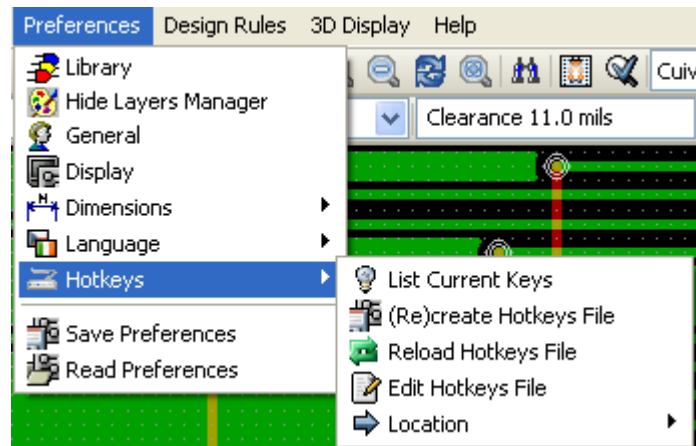 Preferences Design Rules 3D Display Help
Library
Hide Layers Manager
General
Display
Dimensions
Language
Hotkeys
Save Preferences
Read Preferences
Cuiv
Clearance 11.0 mils
List Current Keys
(Re)create Hotkeys File
Reload Hotkeys File
Edit Hotkeys File
Location